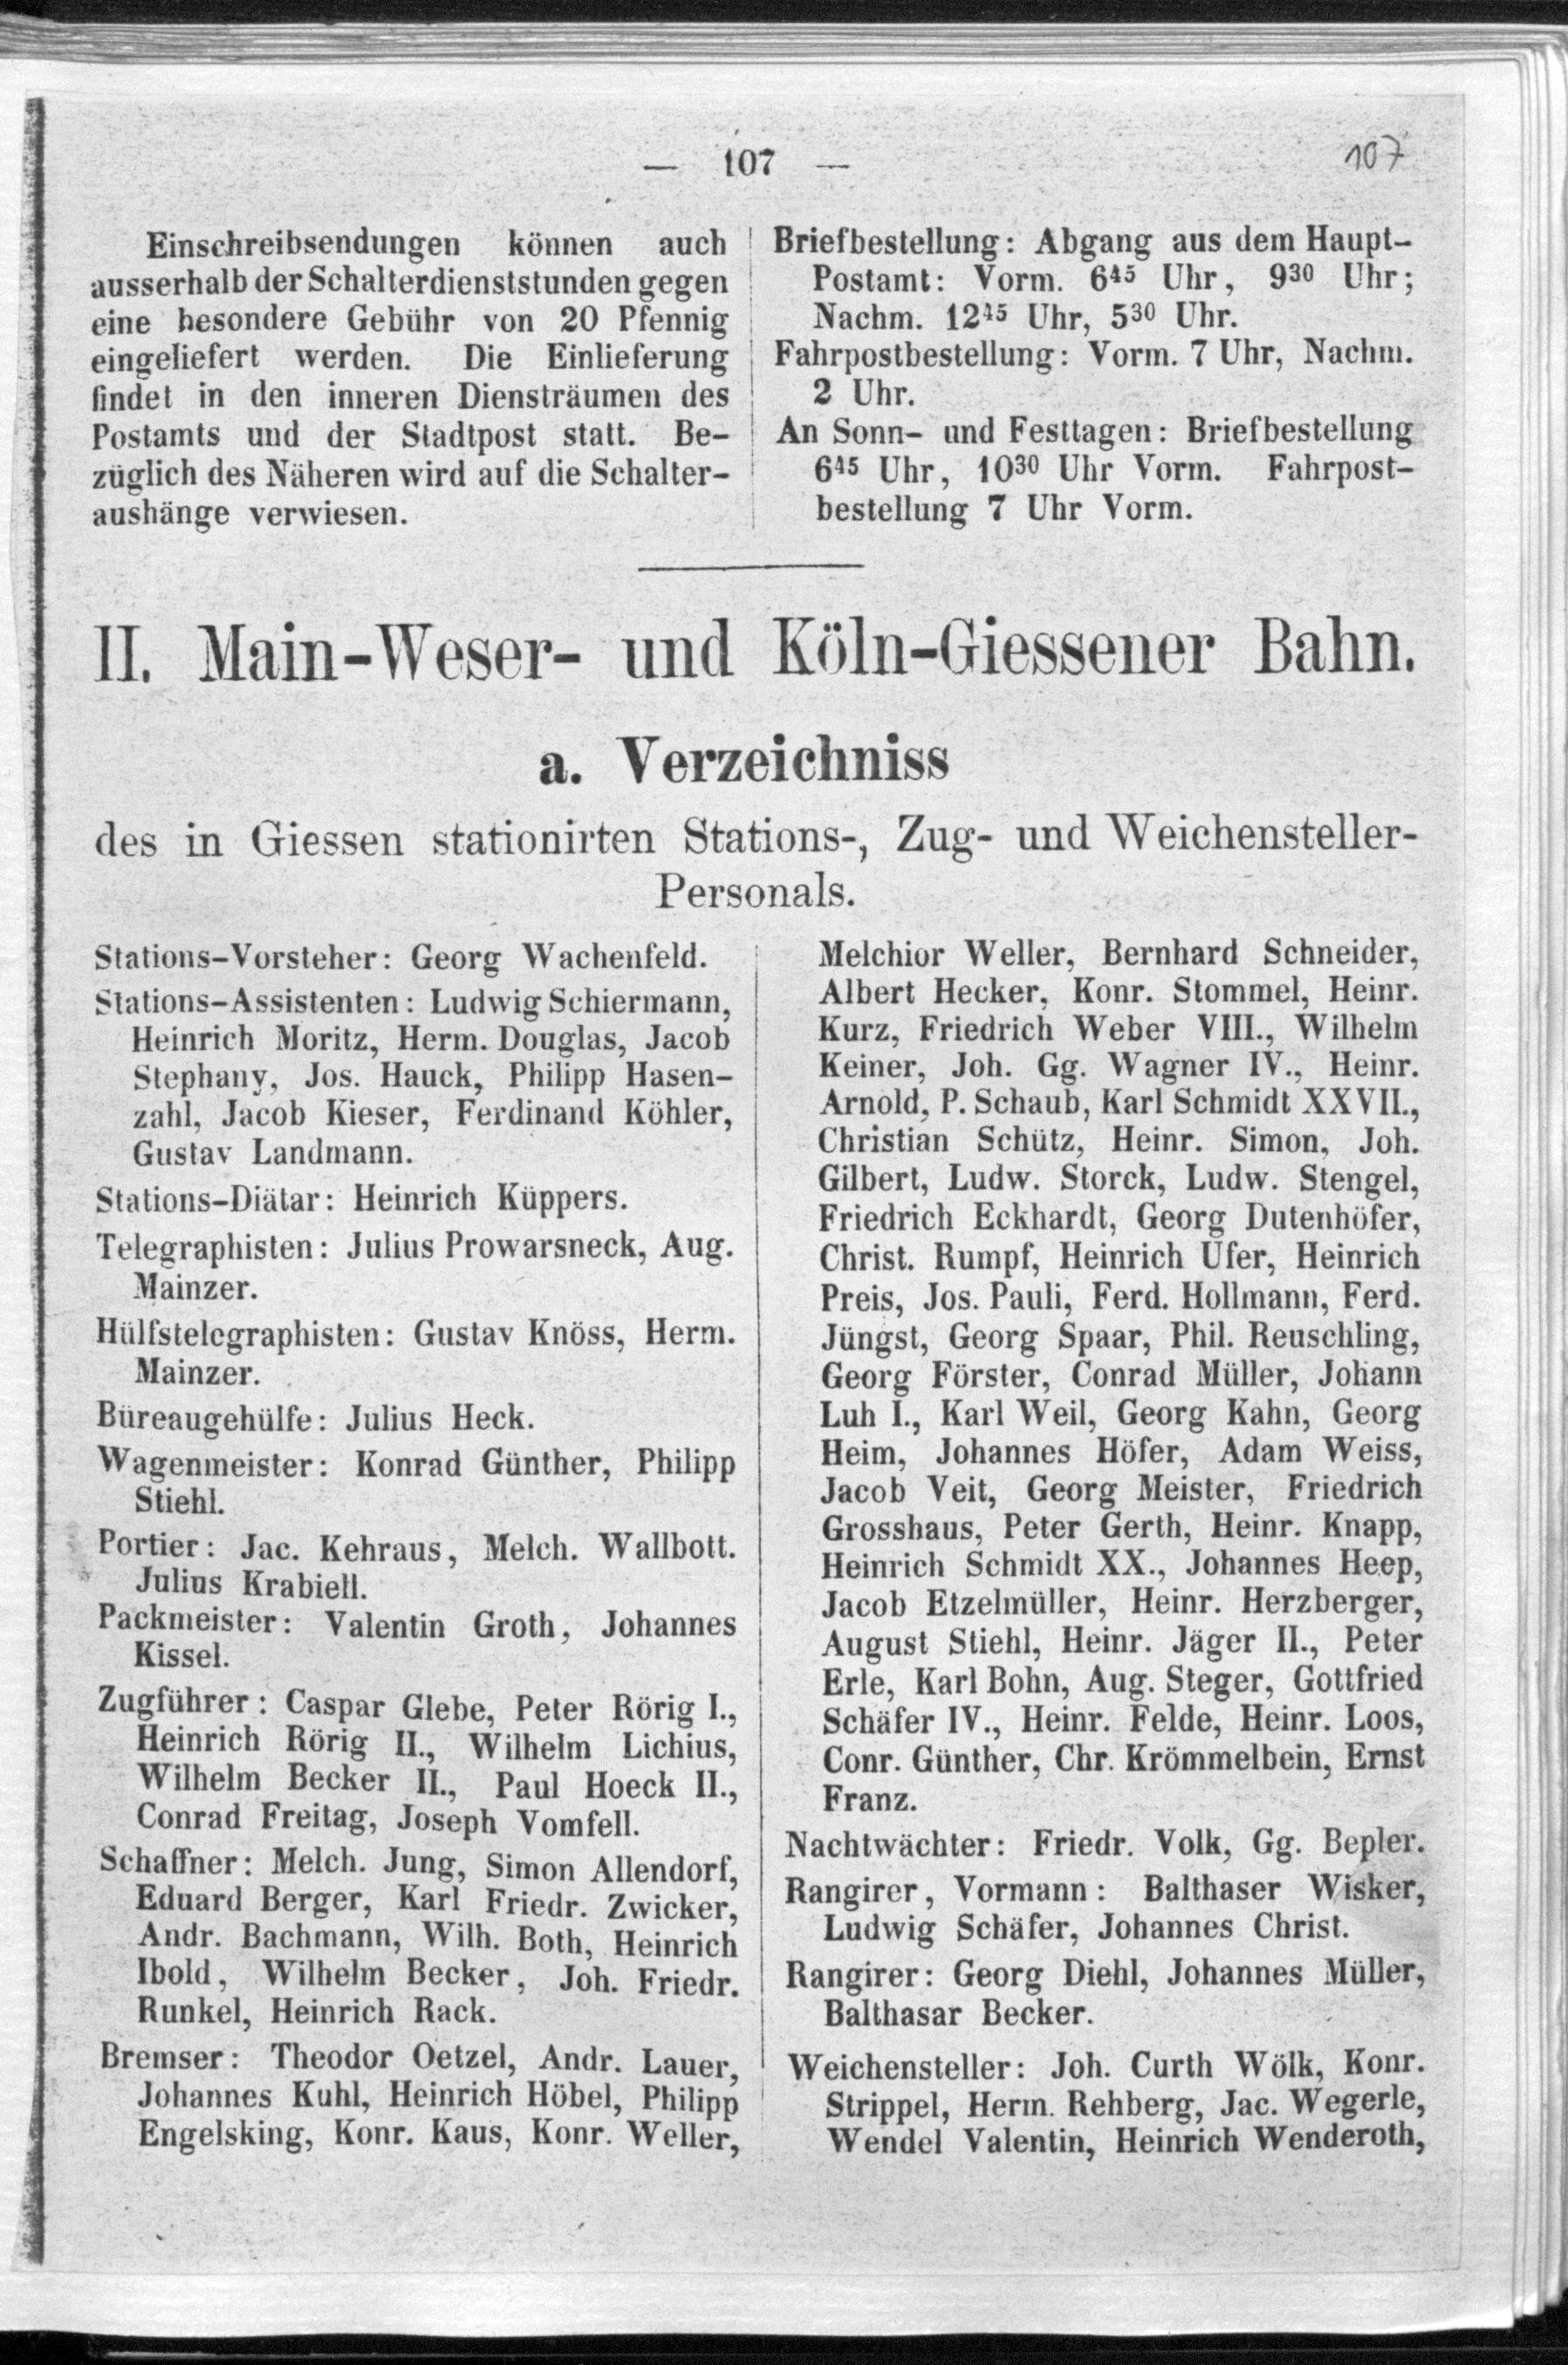 — 107 —
107
Einschreibsendungen können auch
ausserhalb der Schalterdienststunden gegen
eine besondere Gebühr von 20 Pfennig
eingeliefert werden. Die Einlieferung
findet in den inneren Diensträumen des
Postamts und der Stadtpost statt. Be-
züglich des Näheren wird auf die Schalter-
aushänge verwiesen.
Briefbestellung: Abgang aus dem Haupt-
Postamt: Vorm. 6⁴⁵ Uhr, 9³⁰ Uhr;
Nachm. 12⁴⁵ Uhr, 5³⁰ Uhr.
Fahrpostbestellung: Vorm. 7 Uhr, Nachm.
2 Uhr.
An Sonn- und Festtagen: Briefbestellung
6⁴⁵ Uhr, 10³⁰ Uhr Vorm. Fahrpost-
bestellung 7 Uhr Vorm.
II. Main-Weser- und Köln-Giessener Bahn.
a. Verzeichniss
des in Giessen stationirten Stations-, Zug- und Weichensteller-
Personals.
Stations-Vorsteher: Georg Wachenfeld.
Stations-Assistenten: Ludwig Schiermann,
Heinrich Moritz, Herm. Douglas, Jacob
Stephany, Jos. Hauck, Philipp Hasen-
zahl, Jacob Kieser, Ferdinand Köhler,
Gustav Landmann.
Stations-Diätar: Heinrich Küppers.
Telegraphisten: Julius Prowarsneck, Aug.
Mainzer.
Hülfstelegraphisten: Gustav Knöss, Herm.
Mainzer.
Büreaugehülfe: Julius Heck.
Wagenmeister: Konrad Günther, Philipp
Stiehl.
Portier: Jac. Kehraus, Melch. Wallbott.
Julius Krabiell.
Packmeister: Valentin Groth, Johannes
Kissel.
Zugführer: Caspar Glebe, Peter Rörig I.,
Heinrich Rörig II., Wilhelm Lichius,
Wilhelm Becker II., Paul Hoeck II.,
Conrad Freitag, Joseph Vomfell.
Schaffner: Melch. Jung, Simon Allendorf,
Eduard Berger, Karl Friedr. Zwicker,
Andr. Bachmann, Wilh. Both, Heinrich
Ibold, Wilhelm Becker, Joh. Friedr.
Runkel, Heinrich Rack.
Bremser: Theodor Oetzel, Andr. Lauer,
Johannes Kuhl, Heinrich Höbel, Philipp
Engelsking, Konr. Kaus, Konr. Weller,
Melchior Weller, Bernhard Schneider,
Albert Hecker, Konr. Stommel, Heinr.
Kurz, Friedrich Weber VIII., Wilhelm
Keiner, Joh. Gg. Wagner IV., Heinr.
Arnold, P. Schaub, Karl Schmidt XXVII.,
Christian Schütz, Heinr. Simon, Joh.
Gilbert, Ludw. Storck, Ludw. Stengel,
Friedrich Eckhardt, Georg Dutenhöfer,
Christ. Rumpf, Heinrich Ufer, Heinrich
Preis, Jos. Pauli, Ferd. Hollmann, Ferd.
Jüngst, Georg Spaar, Phil. Reuschling,
Georg Förster, Conrad Müller, Johann
Luh I., Karl Weil, Georg Kahn, Georg
Heim, Johannes Höfer, Adam Weiss,
Jacob Veit, Georg Meister, Friedrich
Grosshaus, Peter Gerth, Heinr. Knapp,
Heinrich Schmidt XX., Johannes Heep,
Jacob Etzelmüller, Heinr. Herzberger,
August Stiehl, Heinr. Jäger II., Peter
Erle, Karl Bohn, Aug. Steger, Gottfried
Schäfer IV., Heinr. Felde, Heinr. Loos,
Conr. Günther, Chr. Krömmelbein, Ernst
Franz.
Nachtwächter: Friedr. Volk, Gg. Bepler.
Rangirer, Vormann: Balthaser Wisker,
Ludwig Schäfer, Johannes Christ.
Rangirer: Georg Diehl, Johannes Müller,
Balthasar Becker.
Weichensteller: Joh. Curth Wölk, Konr.
Strippel, Herm. Rehberg, Jac. Wegerle,
Wendel Valentin, Heinrich Wenderoth,